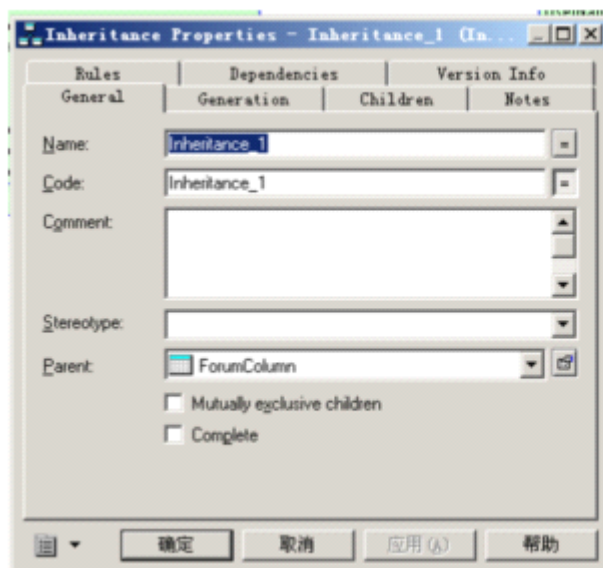 Inheritance Properties - Inheritance_1 (In...
Rules Dependencies Version Info
General Generation Children Notes
Name: Inheritance_1 =
Code: Inheritance_1 =
Comment:
Stereotype:
Parent: ForumColumn
Mutually exclusive children
Complete
确定 取消 应用(A) 帮助